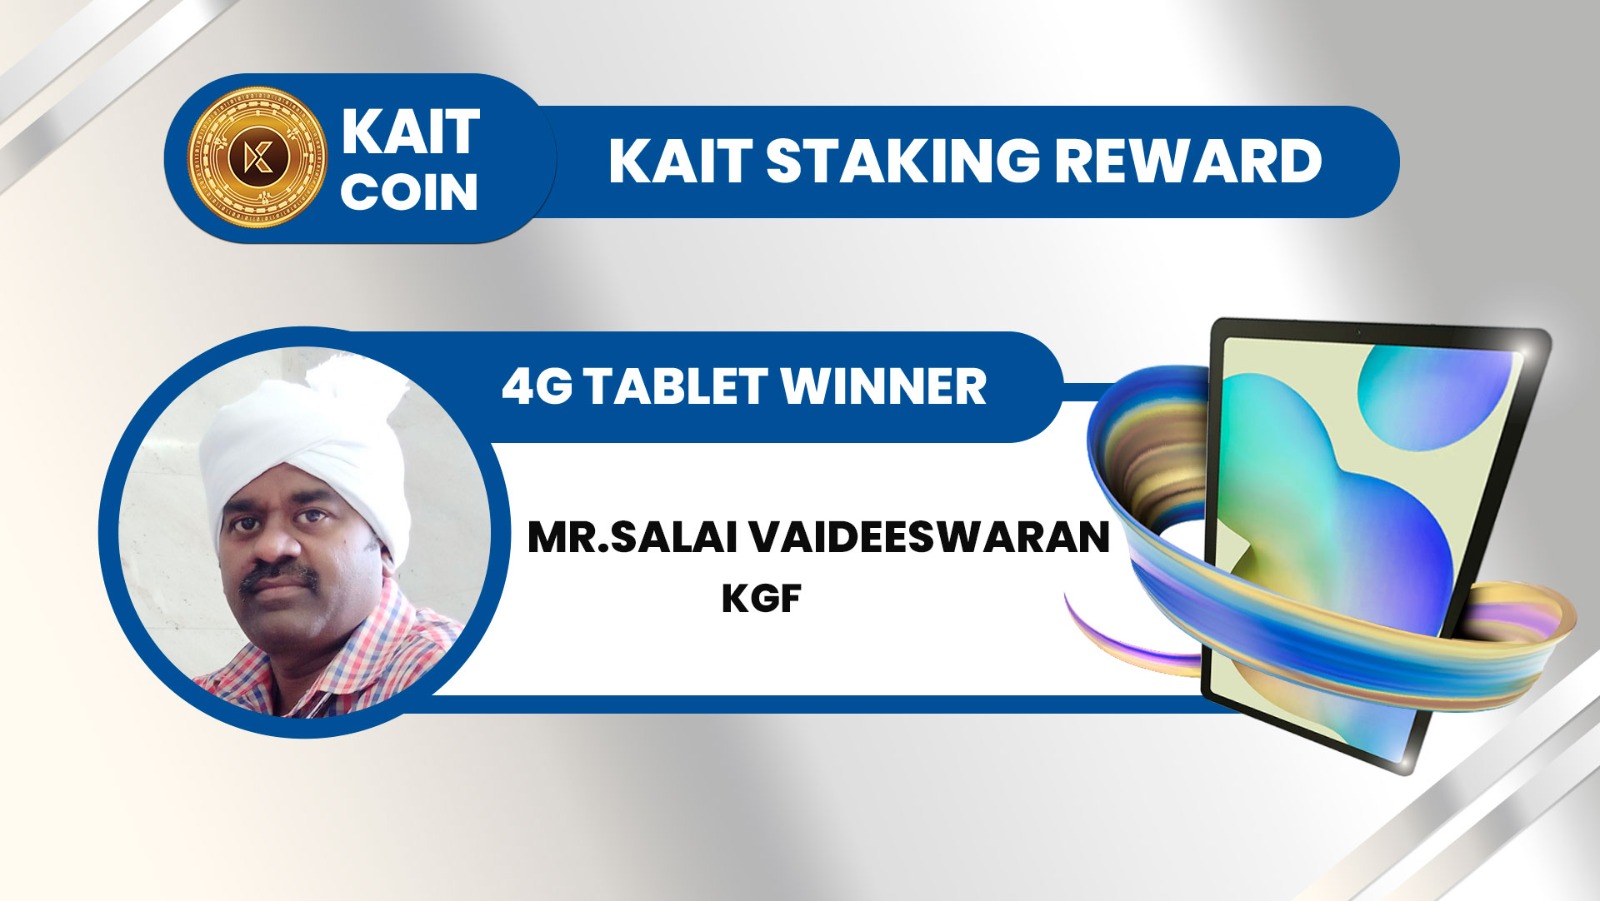 KAIT
COIN
KAIT STAKING REWARD
4G TABLET WINNER
MR.SALAI VAIDEESWARAN
KGF